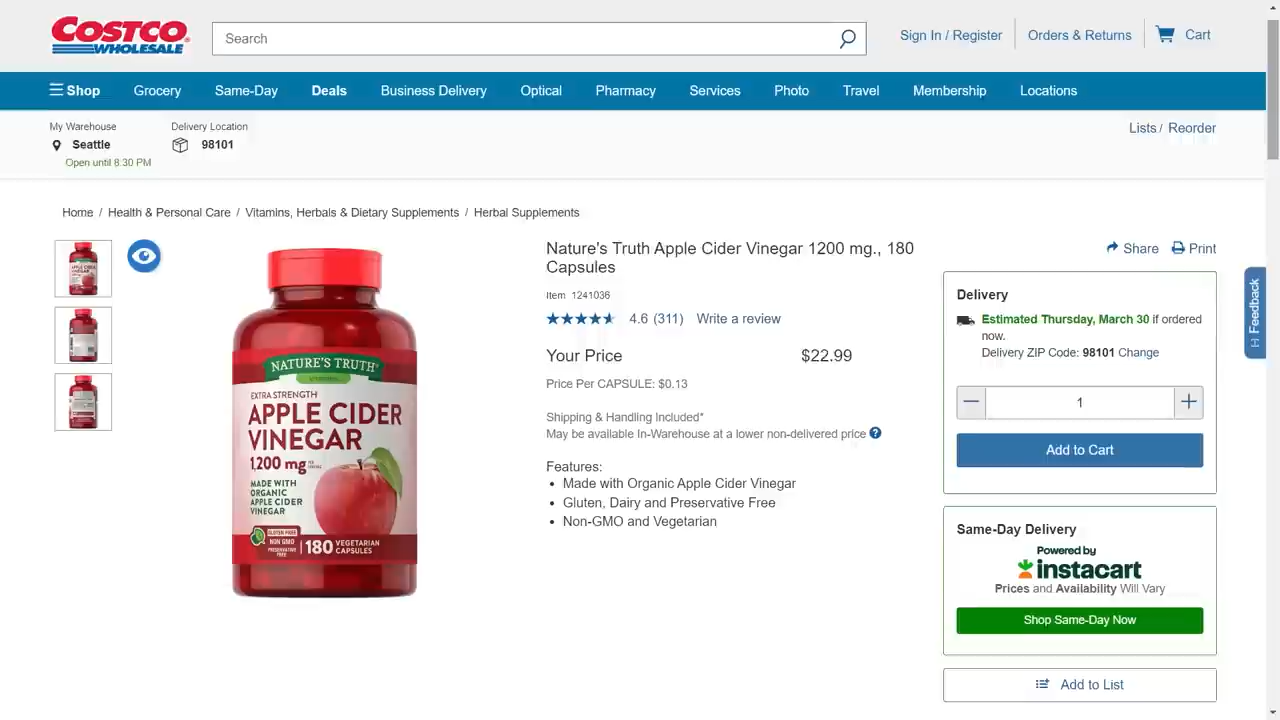 COSTCO
WHOLESALE
Search
Sign In / Register
Orders & Returns
Cart
Shop
Grocery
Same-Day
Deals
Business Delivery
Optical
Pharmacy
Services
Photo
Travel
Membership
Locations
My Warehouse
Seattle
Open until 8:30 PM
Delivery Location
98101
Lists / Reorder
Home / Health & Personal Care / Vitamins, Herbals & Dietary Supplements / Herbal Supplements
NATURE'S TRUTH
EXTRA STRENGTH
APPLE CIDER
VINEGAR
1,200 mg
MADE WITH
ORGANIC
APPLE CIDER
VINEGAR
GLUTEN FREE
NON GMO
PRESERVATIVE
FREE
180 VEGETARIAN
CAPSULES
Nature's Truth Apple Cider Vinegar 1200 mg., 180
Capsules
Item 1241036
4.6 (311) Write a review
Your Price $22.99
Price Per CAPSULE: $0.13
Shipping & Handling Included*
May be available In-Warehouse at a lower non-delivered price ?
Features:
• Made with Organic Apple Cider Vinegar
• Gluten, Dairy and Preservative Free
• Non-GMO and Vegetarian
Share Print
Delivery
Estimated Thursday, March 30 if ordered
now.
Delivery ZIP Code: 98101 Change
1
Add to Cart
Same-Day Delivery
Powered by
instacart
Prices and Availability Will Vary
Shop Same-Day Now
Add to List
[-] Feedback